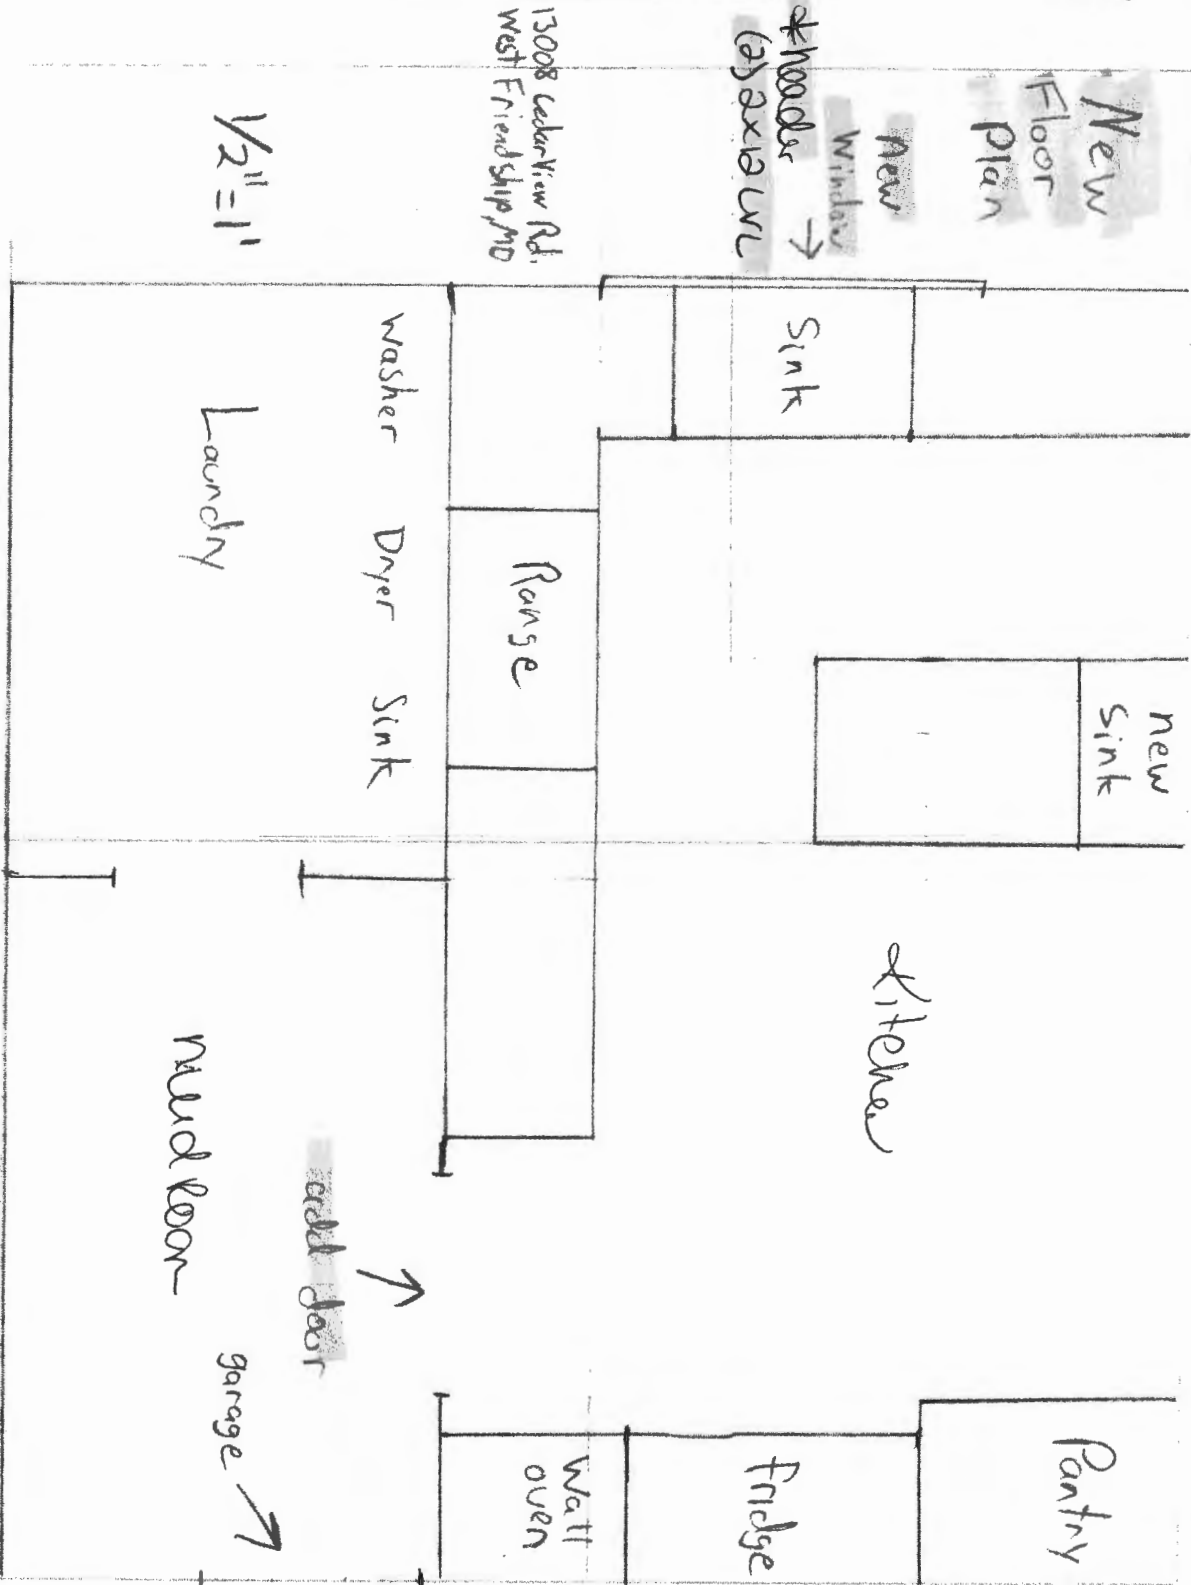 New
Floor
Plan
new
Window
*header
(2) 2x12 LVL
13008 Cedar View Rd.
West Friendship, MD
1/2" = 1'
Sink
new
sink
Range
Washer Dryer Sink
Laundry
Kitchen
add door
Mud Room
garage
Pantry
Fridge
Wall
oven